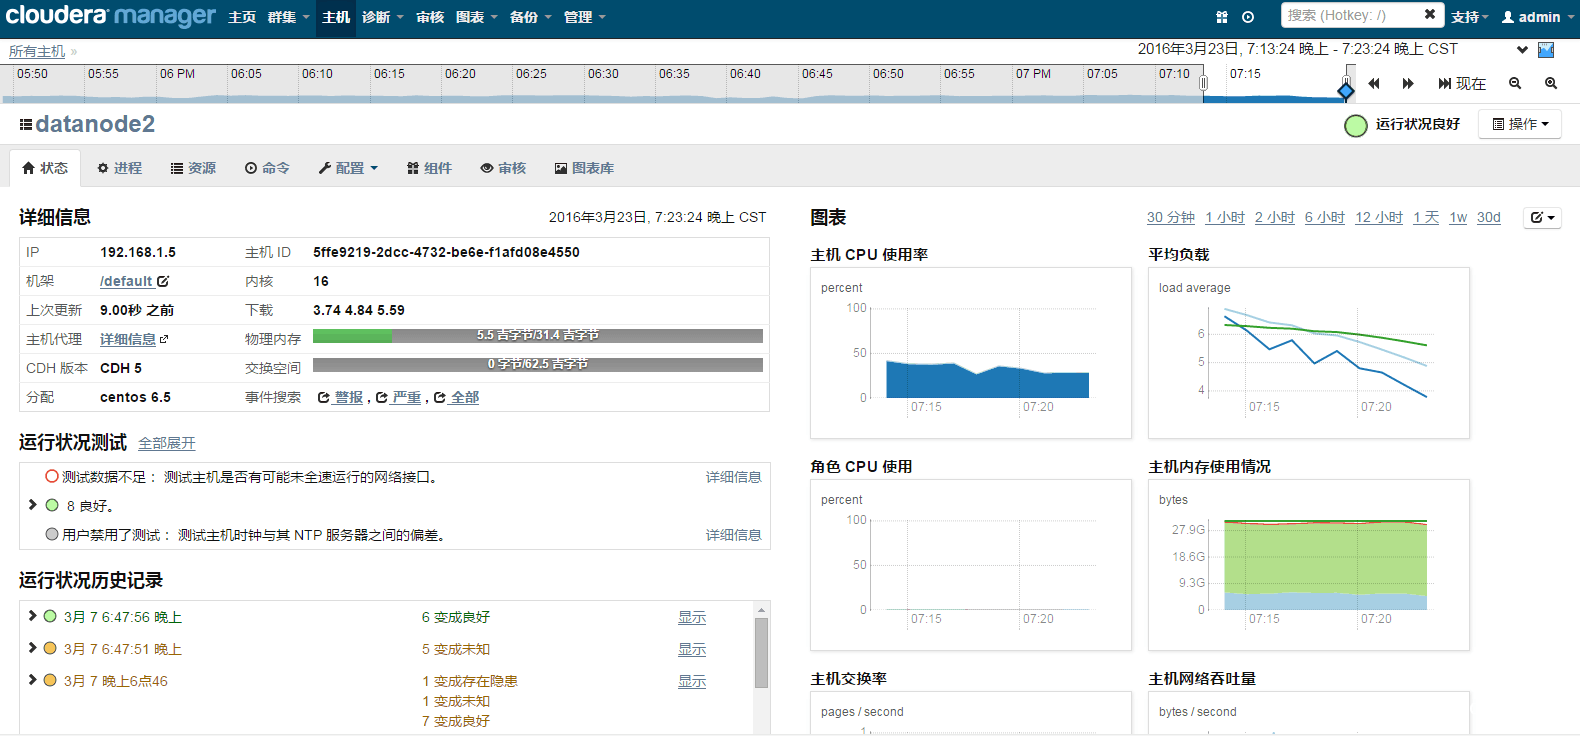 cloudera manager 主页 群集 主机 诊断 审核 图表 备份 管理 搜索 (Hotkey: /) 支持 admin
所有主机 » 2016年3月23日, 7:13:24 晚上 - 7:23:24 晚上 CST
05:50 05:55 06 PM 06:05 06:10 06:15 06:20 06:25 06:30 06:35 06:40 06:45 06:50 06:55 07 PM 07:05 07:10 07:15 现在
datanode2 运行状况良好 操作
状态 进程 资源 命令 配置 组件 审核 图表库
详细信息 2016年3月23日, 7:23:24 晚上 CST
IP 192.168.1.5 主机 ID 5ffe9219-2dcc-4732-be6e-f1afd08e4550
机架 /default 内核 16
上次更新 9.00秒 之前 下载 3.74 4.84 5.59
主机代理 详细信息 物理内存 5.5 吉字节/31.4 吉字节
CDH 版本 CDH 5 交换空间 0 字节/62.5 吉字节
分配 centos 6.5 事件搜索 警报 , 严重 , 全部
运行状况测试 全部展开
测试数据不足： 测试主机是否有可能未全速运行的网络接口。 详细信息
8 良好。
用户禁用了测试： 测试主机时钟与其 NTP 服务器之间的偏差。 详细信息
运行状况历史记录
3月 7 6:47:56 晚上 6 变成良好 显示
3月 7 6:47:51 晚上 5 变成未知 显示
3月 7 晚上6点46 1 变成存在隐患 显示
1 变成未知
7 变成良好
图表 30 分钟 1 小时 2 小时 6 小时 12 小时 1 天 1w 30d
主机 CPU 使用率
percent
100
50
0
07:15 07:20
平均负载
load average
6
5
4
07:15 07:20
角色 CPU 使用
percent
100
50
0
07:15 07:20
主机内存使用情况
bytes
27.9G
18.6G
9.3G
0
07:15 07:20
主机交换率
pages / second
1
主机网络吞吐量
bytes / second